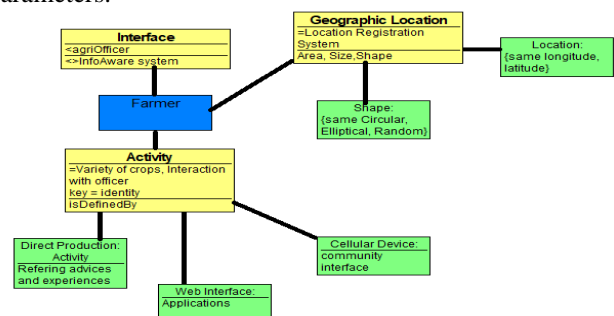 arameters.
Interface
<agriOfficer
<>InfoAware system
Geographic Location
=Location Registration
System
Area, Size,Shape
Location:
{same longitude,
latitude}
Farmer
Shape:
{same Circular,
Elliptical, Random}
Activity
=Variety of crops, Interaction
with officer
key = identity
isDefinedBy
Direct Production:
Activity
Refering advices
and experiences
Web Interface:
Applications
Cellular Device:
community
interface